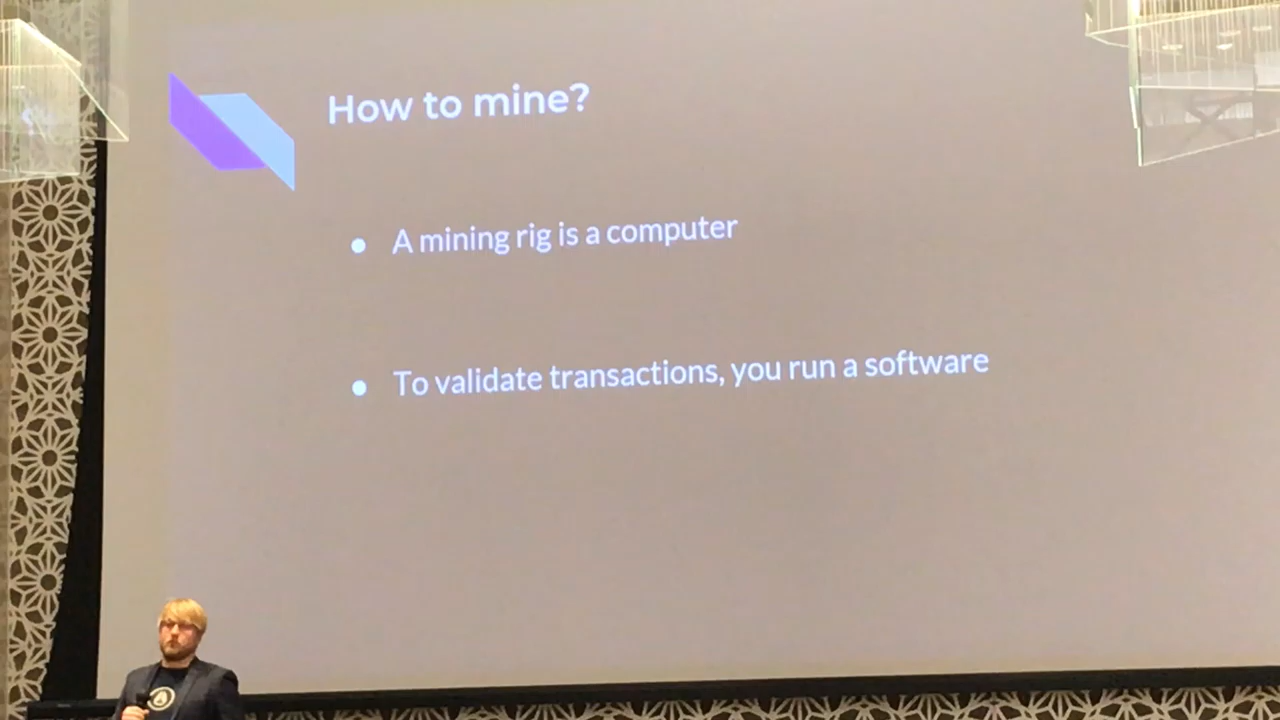 How to mine?
● A mining rig is a computer
● To validate transactions, you run a software